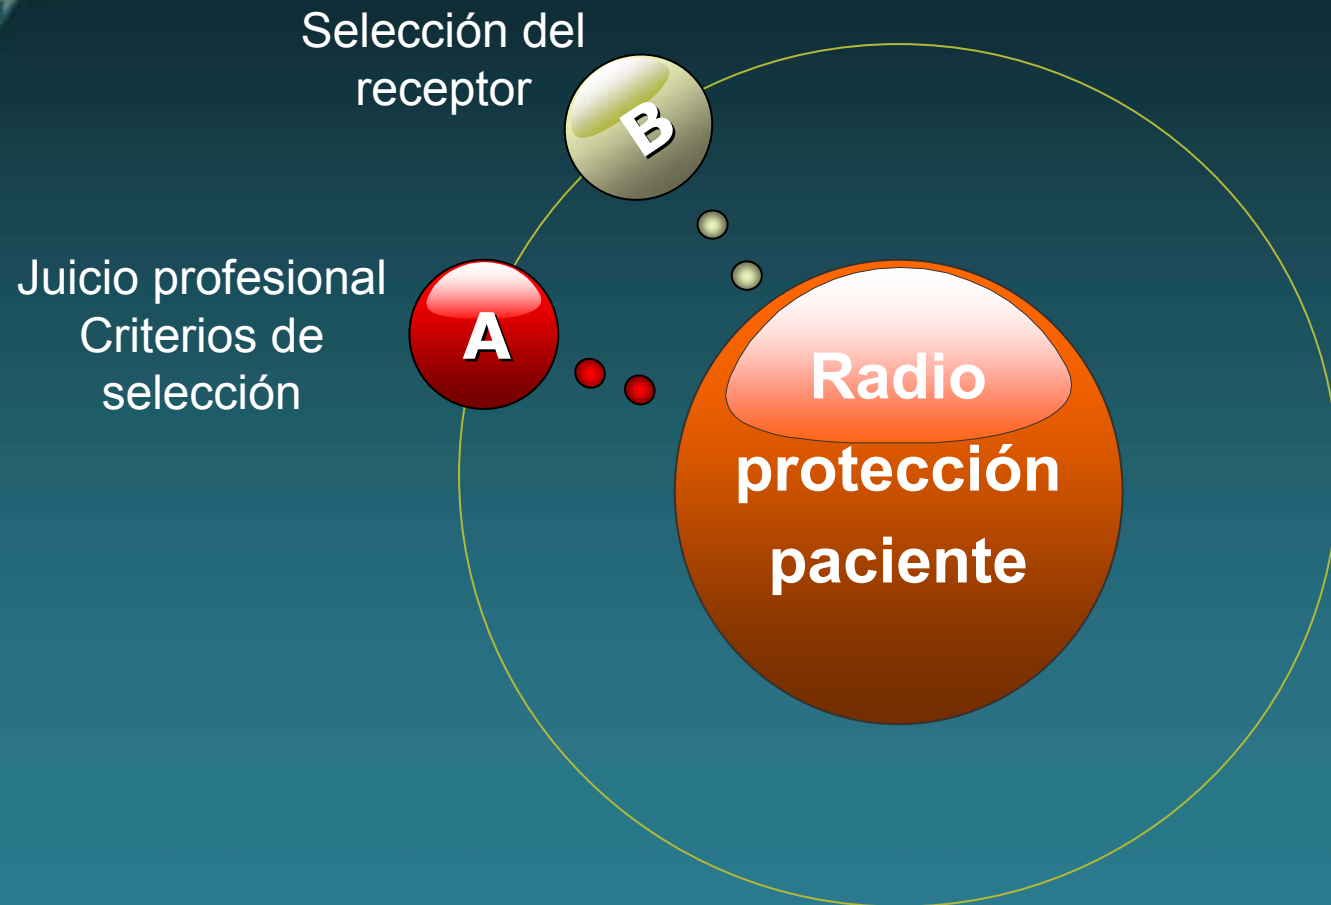 Selección del
receptor
B
Juicio profesional
Criterios de
selección
A
Radio
protección
paciente